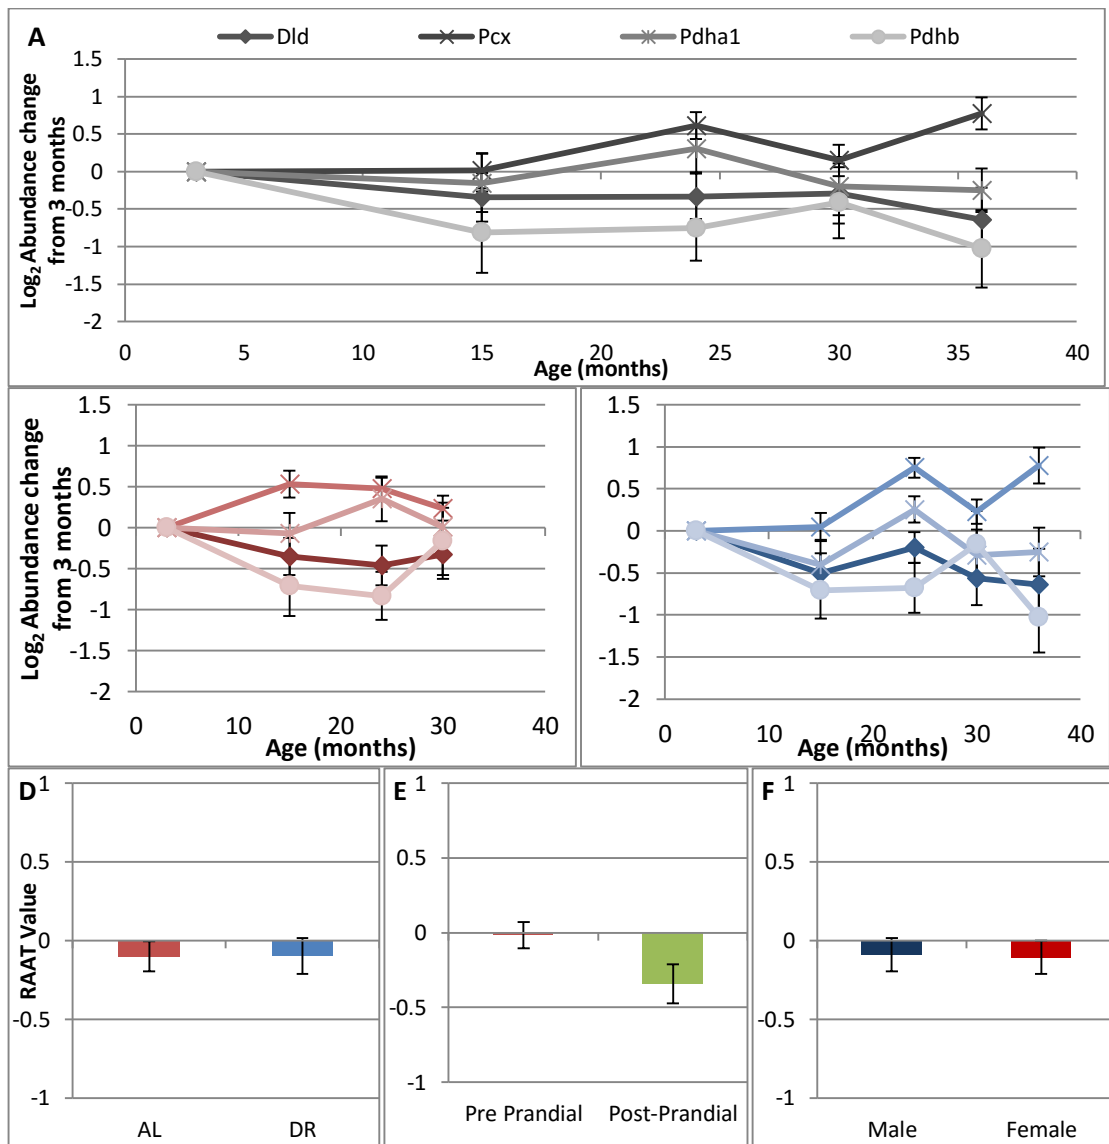 A
Dld Pcx Pdha1 Pdhb
Log₂ Abundance change
from 3 months
1.5
1
0.5
0
-0.5
-1
-1.5
-2
0 5 10 15 20 25 30 35 40
Age (months)
Log₂ Abundance change
from 3 months
1.5
1
0.5
0
-0.5
-1
-1.5
-2
0 10 20 30 40
Age (months)
1.5
1
0.5
0
-0.5
-1
-1.5
-2
0 10 20 30 40
Age (months)
D
RAAT Value
1
0.5
0
-0.5
-1
AL DR
E
1
0.5
0
-0.5
-1
Pre Prandial Post-Prandial
F
1
0.5
0
-0.5
-1
Male Female